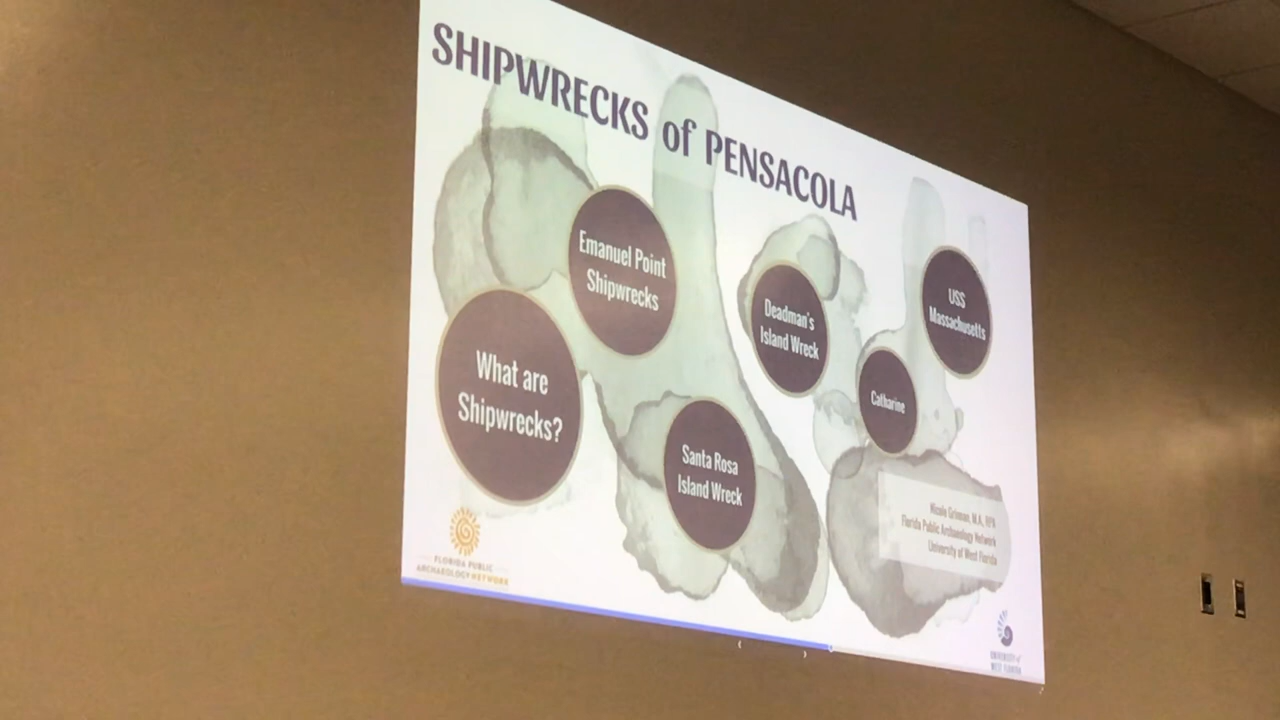 SHIPWRECKS of PENSACOLA
Emanuel Point
Shipwrecks
What are
Shipwrecks?
Santa Rosa
Island Wreck
Deadman's
Island Wreck
Catharine
USS
Massachusetts
Nicole Grinnan, M.A, RPA
Florida Public Archaeology Network
University of West Florida
FLORIDA PUBLIC
ARCHAEOLOGY NETWORK
UNIVERSITY of
WEST FLORIDA